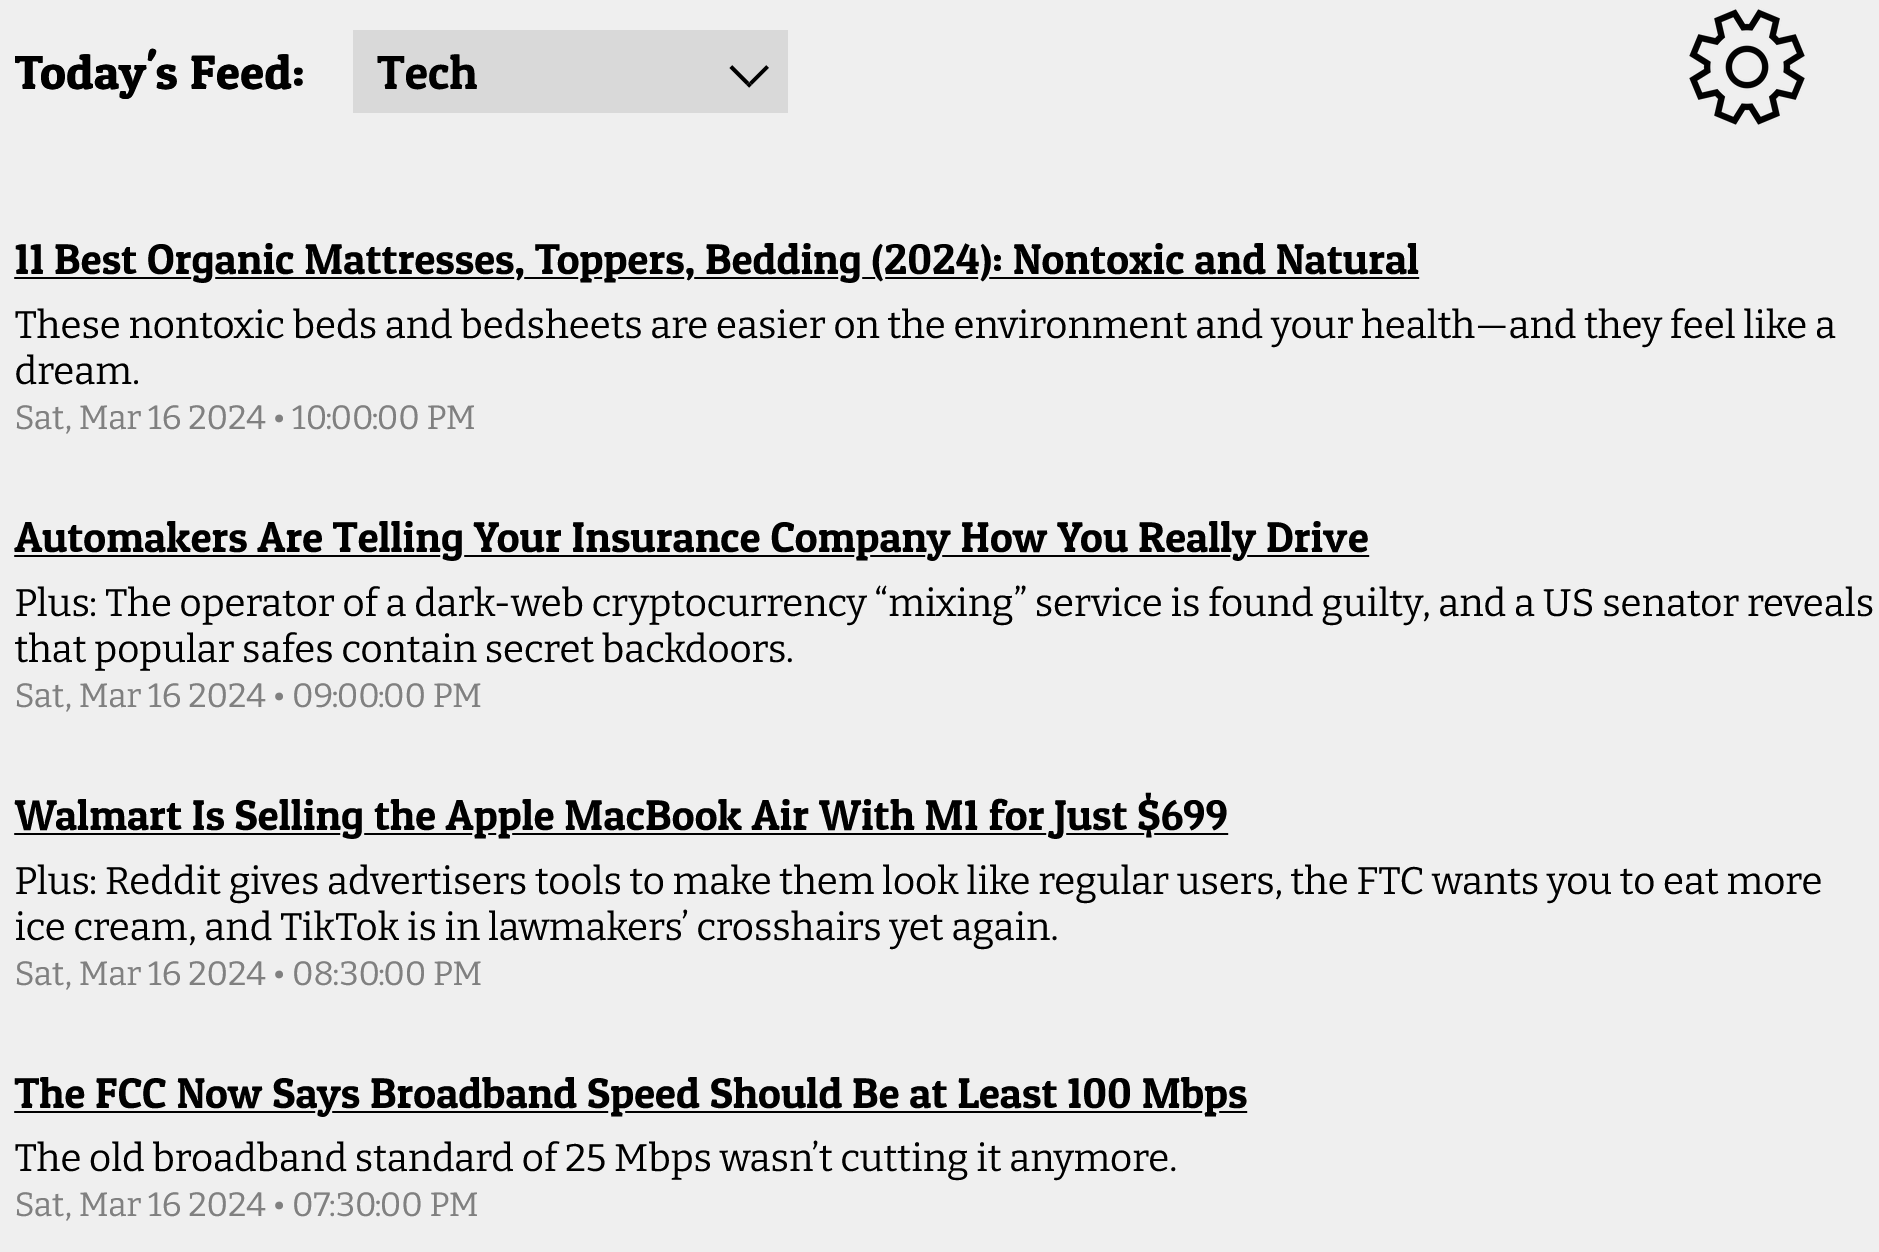 Today's Feed:
Tech
11 Best Organic Mattresses, Toppers, Bedding (2024): Nontoxic and Natural
These nontoxic beds and bedsheets are easier on the environment and your health—and they feel like a
dream.
Sat, Mar 16 2024 • 10:00:00 PM
Automakers Are Telling Your Insurance Company How You Really Drive
Plus: The operator of a dark-web cryptocurrency “mixing” service is found guilty, and a US senator reveals
that popular safes contain secret backdoors.
Sat, Mar 16 2024 • 09:00:00 PM
Walmart Is Selling the Apple MacBook Air With M1 for Just $699
Plus: Reddit gives advertisers tools to make them look like regular users, the FTC wants you to eat more
ice cream, and TikTok is in lawmakers’ crosshairs yet again.
Sat, Mar 16 2024 • 08:30:00 PM
The FCC Now Says Broadband Speed Should Be at Least 100 Mbps
The old broadband standard of 25 Mbps wasn’t cutting it anymore.
Sat, Mar 16 2024 • 07:30:00 PM